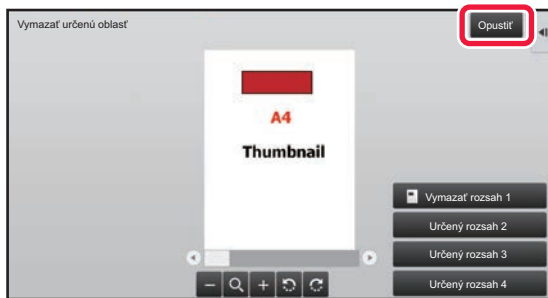 Vymazať určenú oblasť
Opustiť
A4
Thumbnail
Vymazať rozsah 1
Určený rozsah 2
Určený rozsah 3
Určený rozsah 4